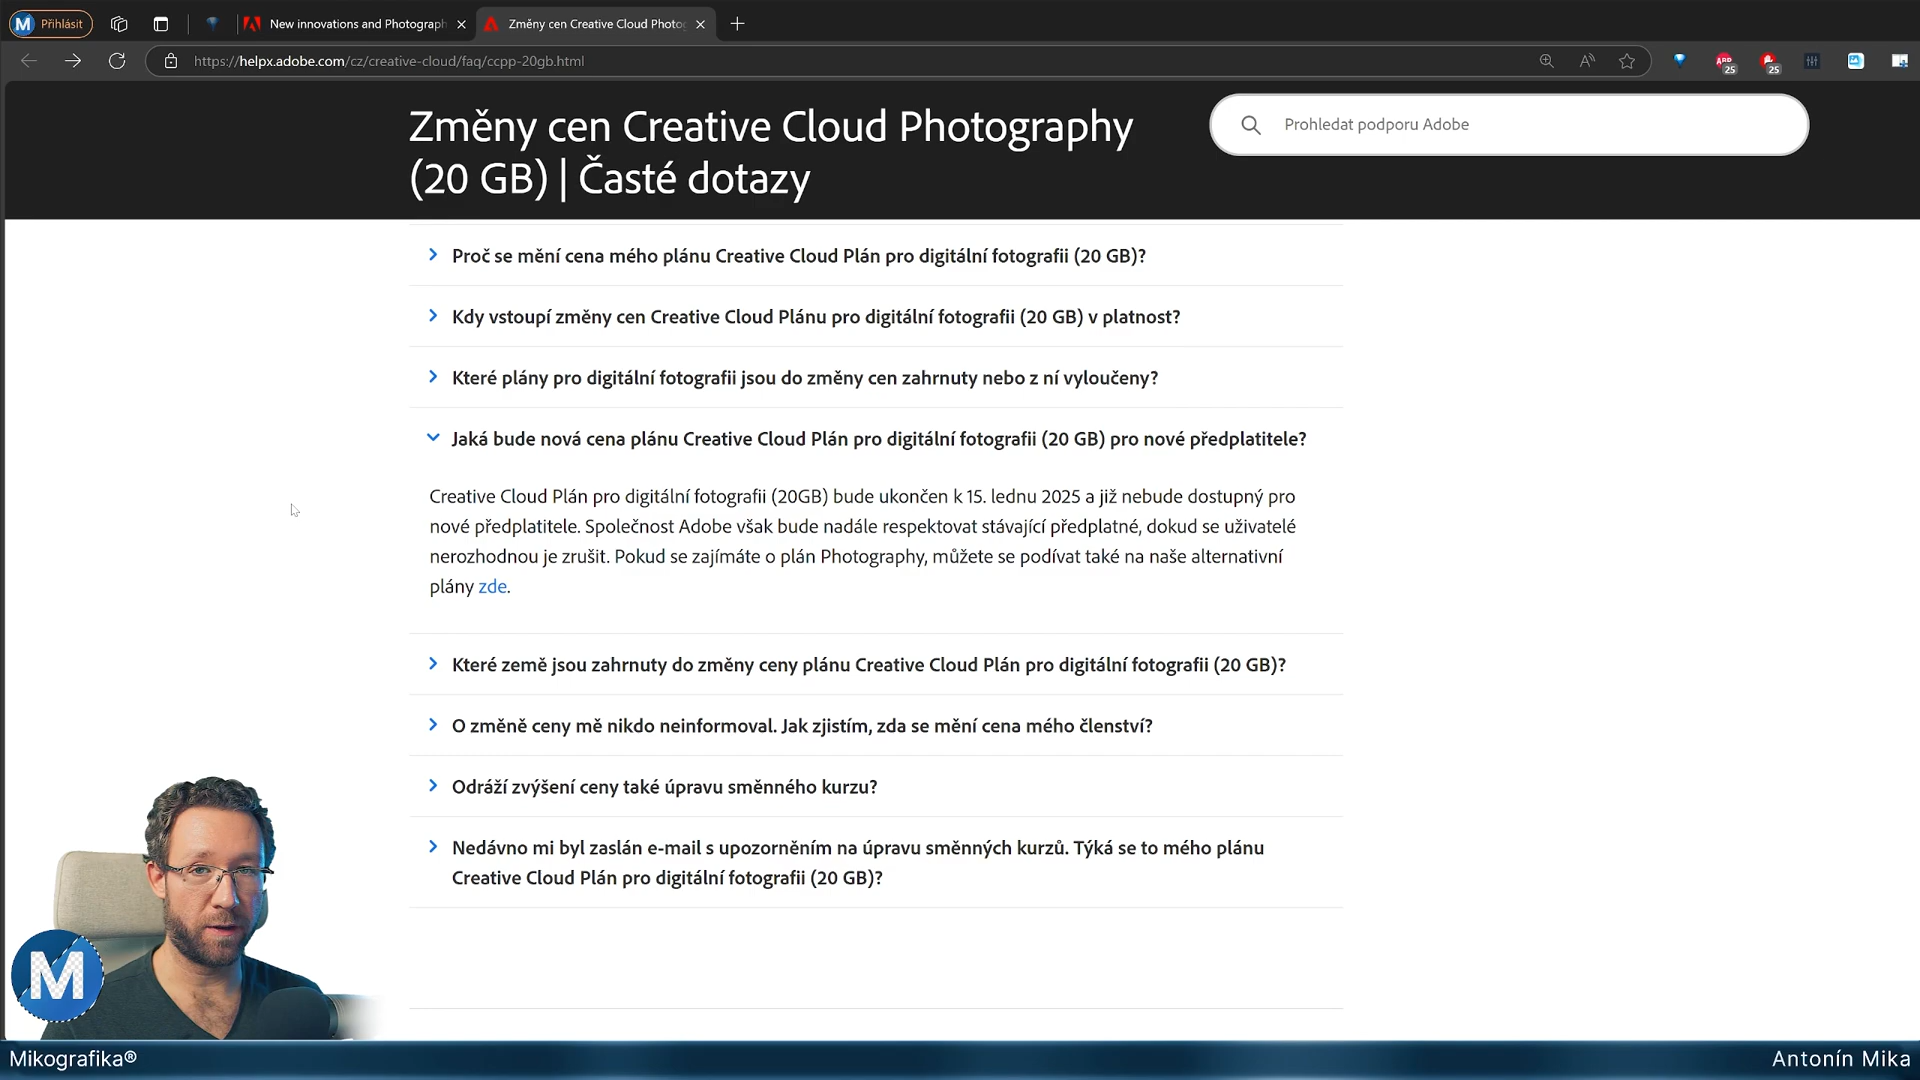 M Přihlásit
New innovations and Photograph
Změny cen Creative Cloud Photog
https://helpx.adobe.com/cz/creative-cloud/faq/ccpp-20gb.html
ABP
25
25
Změny cen Creative Cloud Photography
(20 GB) | Časté dotazy
Prohledat podporu Adobe
Proč se mění cena mého plánu Creative Cloud Plán pro digitální fotografii (20 GB)?
Kdy vstoupí změny cen Creative Cloud Plánu pro digitální fotografii (20 GB) v platnost?
Které plány pro digitální fotografii jsou do změny cen zahrnuty nebo z ní vyloučeny?
Jaká bude nová cena plánu Creative Cloud Plán pro digitální fotografii (20 GB) pro nové předplatitele?
Creative Cloud Plán pro digitální fotografii (20GB) bude ukončen k 15. lednu 2025 a již nebude dostupný pro
nové předplatitele. Společnost Adobe však bude nadále respektovat stávající předplatné, dokud se uživatelé
nerozhodnou je zrušit. Pokud se zajímáte o plán Photography, můžete se podívat také na naše alternativní
plány zde.
Které země jsou zahrnuty do změny ceny plánu Creative Cloud Plán pro digitální fotografii (20 GB)?
O změně ceny mě nikdo neinformoval. Jak zjistím, zda se mění cena mého členství?
Odráží zvýšení ceny také úpravu směnného kurzu?
Nedávno mi byl zaslán e-mail s upozorněním na úpravu směnných kurzů. Týká se to mého plánu
Creative Cloud Plán pro digitální fotografii (20 GB)?
M
Mikografika®
Antonín Mika